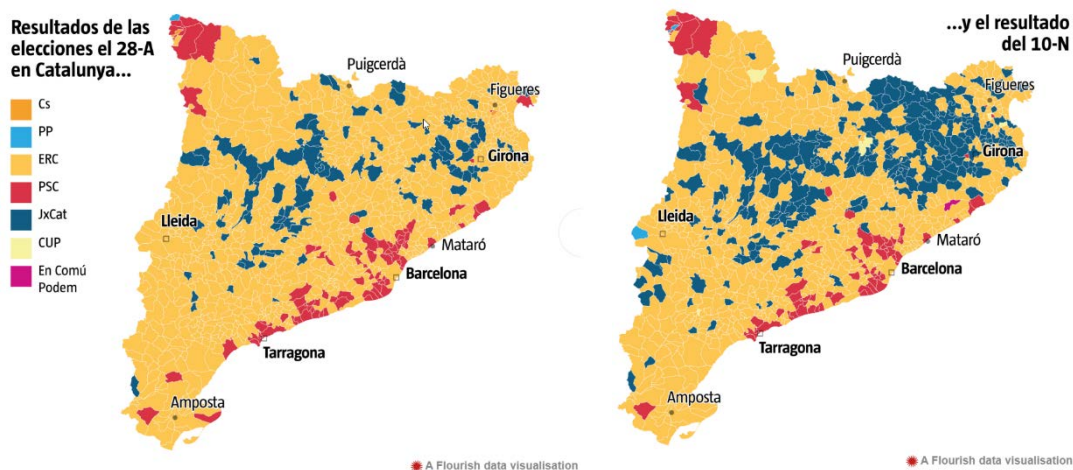 Resultados de las
elecciones el 28-A
en Catalunya...
Cs
PP
ERC
PSC
JxCat
CUP
En Comú
Podem
Puigcerdà
Figueres
Girona
Lleida
Mataró
Barcelona
Tarragona
Amposta
A Flourish data visualisation
...y el resultado
del 10-N
Puigcerdà
Figueres
Girona
Lleida
Mataró
Barcelona
Tarragona
Amposta
A Flourish data visualisation